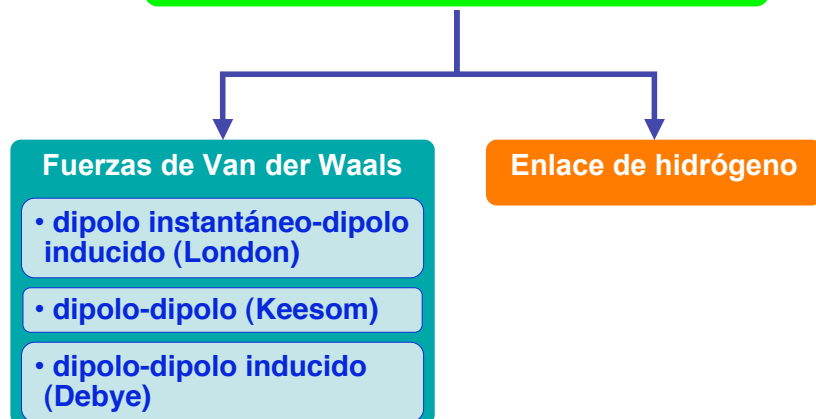 Fuerzas de Van der Waals
• dipolo instantáneo-dipolo
inducido (London)
• dipolo-dipolo (Keesom)
• dipolo-dipolo inducido
(Debye)
Enlace de hidrógeno